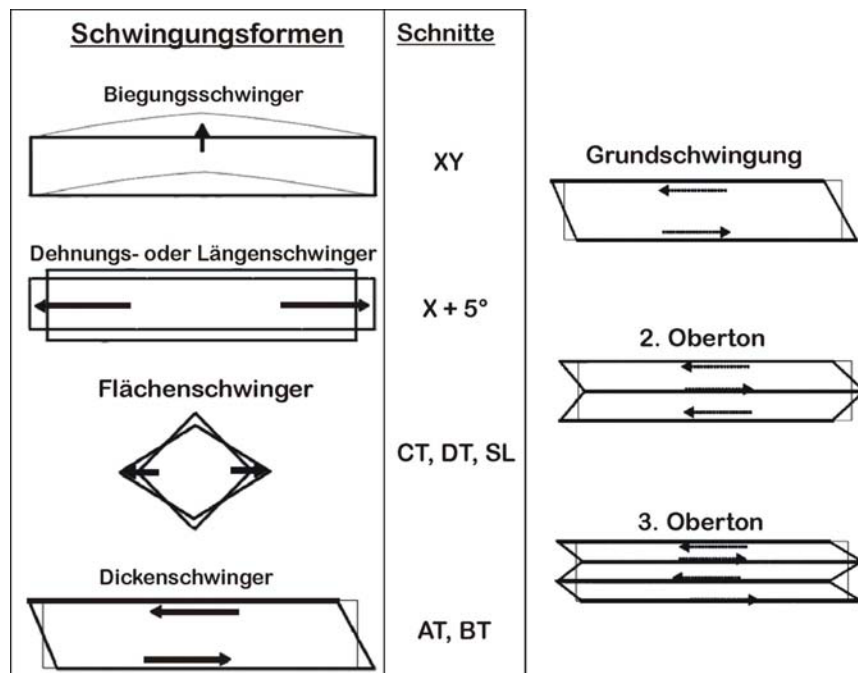 Schwingungsformen
Schnitte
Biegungsschwinger
XY
Dehnungs- oder Längenschwinger
X + 5°
Flächenschwinger
CT, DT, SL
Dickenschwinger
AT, BT
Grundschwingung
2. Oberton
3. Oberton